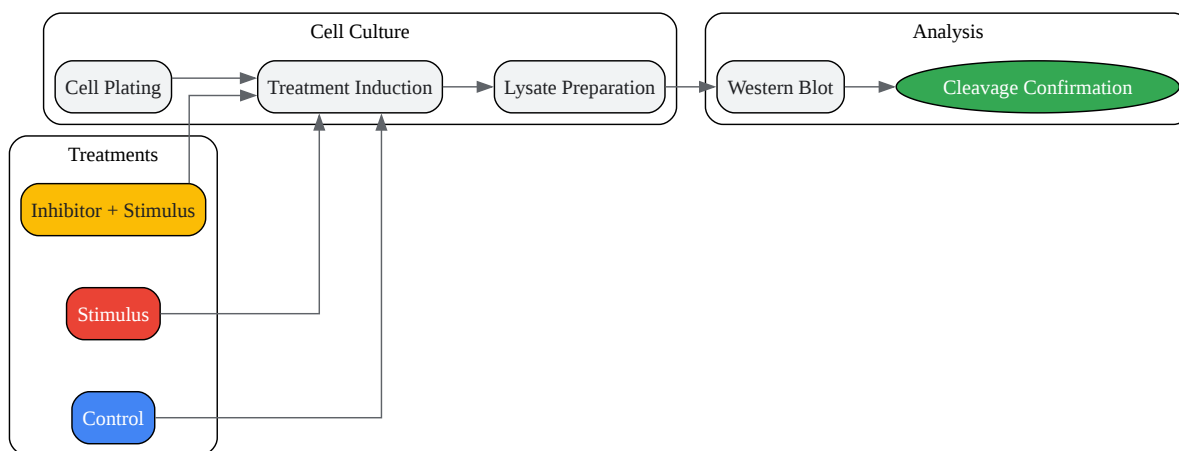 Cell Culture
Analysis
Cell Plating
Treatment Induction
Lysate Preparation
Western Blot
Cleavage Confirmation
Treatments
Inhibitor + Stimulus
Stimulus
Control